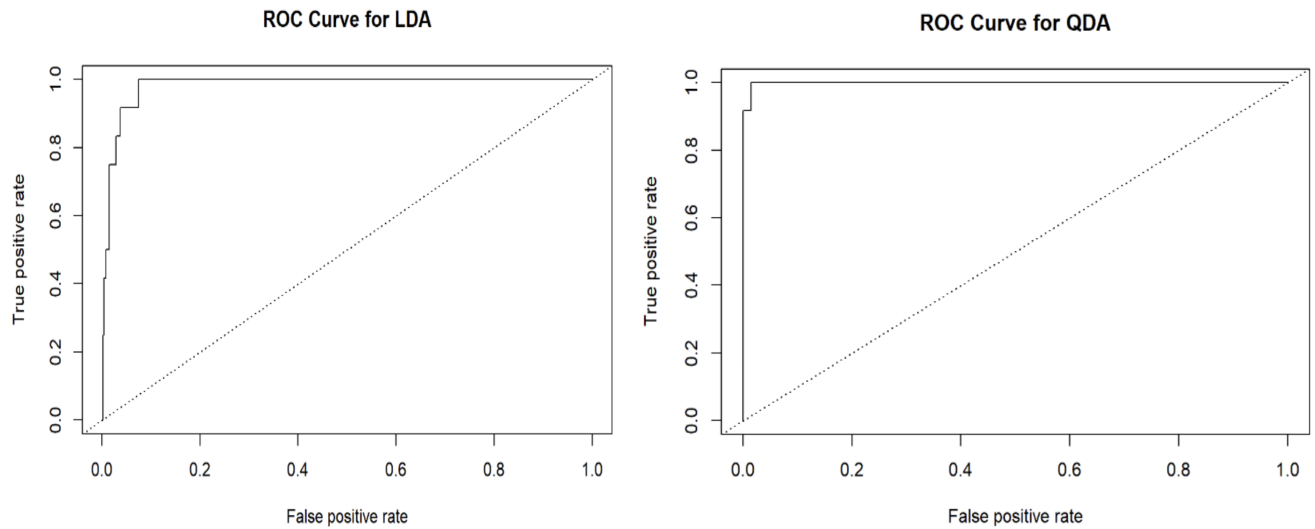 ROC Curve for LDA
True positive rate
1.0
0.8
0.6
0.4
0.2
0.0
0.0 0.2 0.4 0.6 0.8 1.0
False positive rate
ROC Curve for QDA
True positive rate
1.0
0.8
0.6
0.4
0.2
0.0
0.0 0.2 0.4 0.6 0.8 1.0
False positive rate